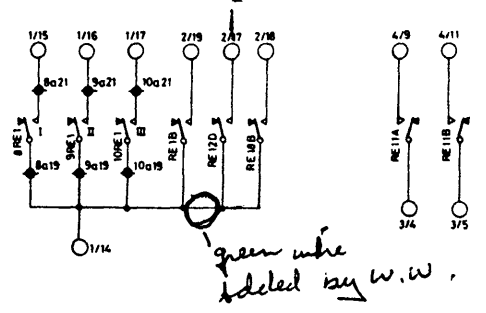 1/15 1/16 1/17 2/19 2/17 2/18 4/9 4/11
8a21 9a21 10a21
8RE1 I 9RE1 II 10RE1 III RE1B RE12D RE18B RE11A RE11B
8a19 9a19 10a19
3/4 3/5
1/14
green wire
added by W.W.